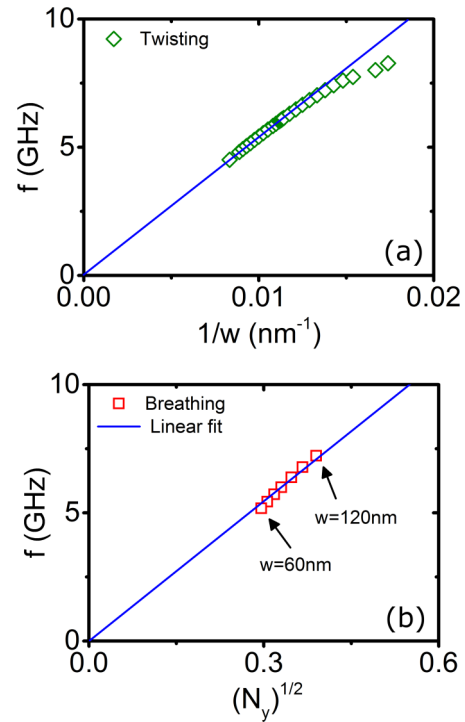 10
Twisting
f (GHz)
5
(a)
0
0.00 0.01 0.02
1/w (nm⁻¹)
10
Breathing
Linear fit
f (GHz)
5
w=120nm
w=60nm
(b)
0
0.0 0.3 0.6
(N_y)^1/2